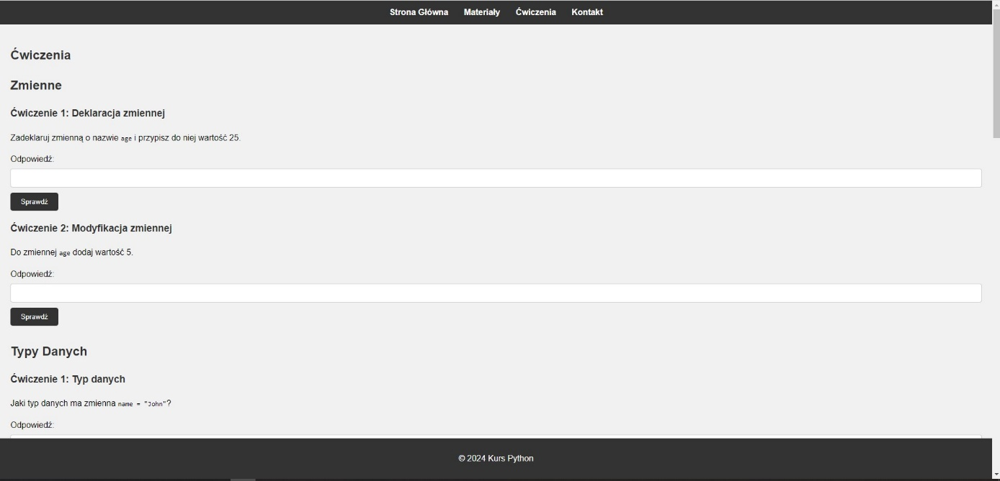 Strona Główna Materiały Ćwiczenia Kontakt
Ćwiczenia
Zmienne
Ćwiczenie 1: Deklaracja zmiennej
Zadeklaruj zmienną o nazwie age i przypisz do niej wartość 25.
Odpowiedź:
Sprawdź
Ćwiczenie 2: Modyfikacja zmiennej
Do zmiennej age dodaj wartość 5.
Odpowiedź:
Sprawdź
Typy Danych
Ćwiczenie 1: Typ danych
Jaki typ danych ma zmienna name = "John"?
Odpowiedź:
© 2024 Kurs Python